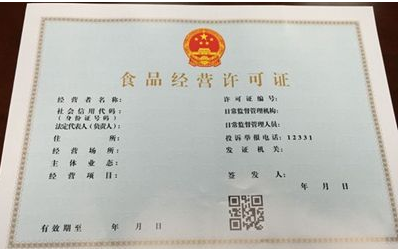 食品经营许可证
经营者名称：
社会信用代码：
（身份证号码）
法定代表人（负责人）：
住所：
经营场所：
主体业态：
经营项目：
有效期至 年 月 日
许可证编号：
日常监督管理机构：
日常监督管理人员：
投诉举报电话：12331
发证机关：
签发人：
年 月 日